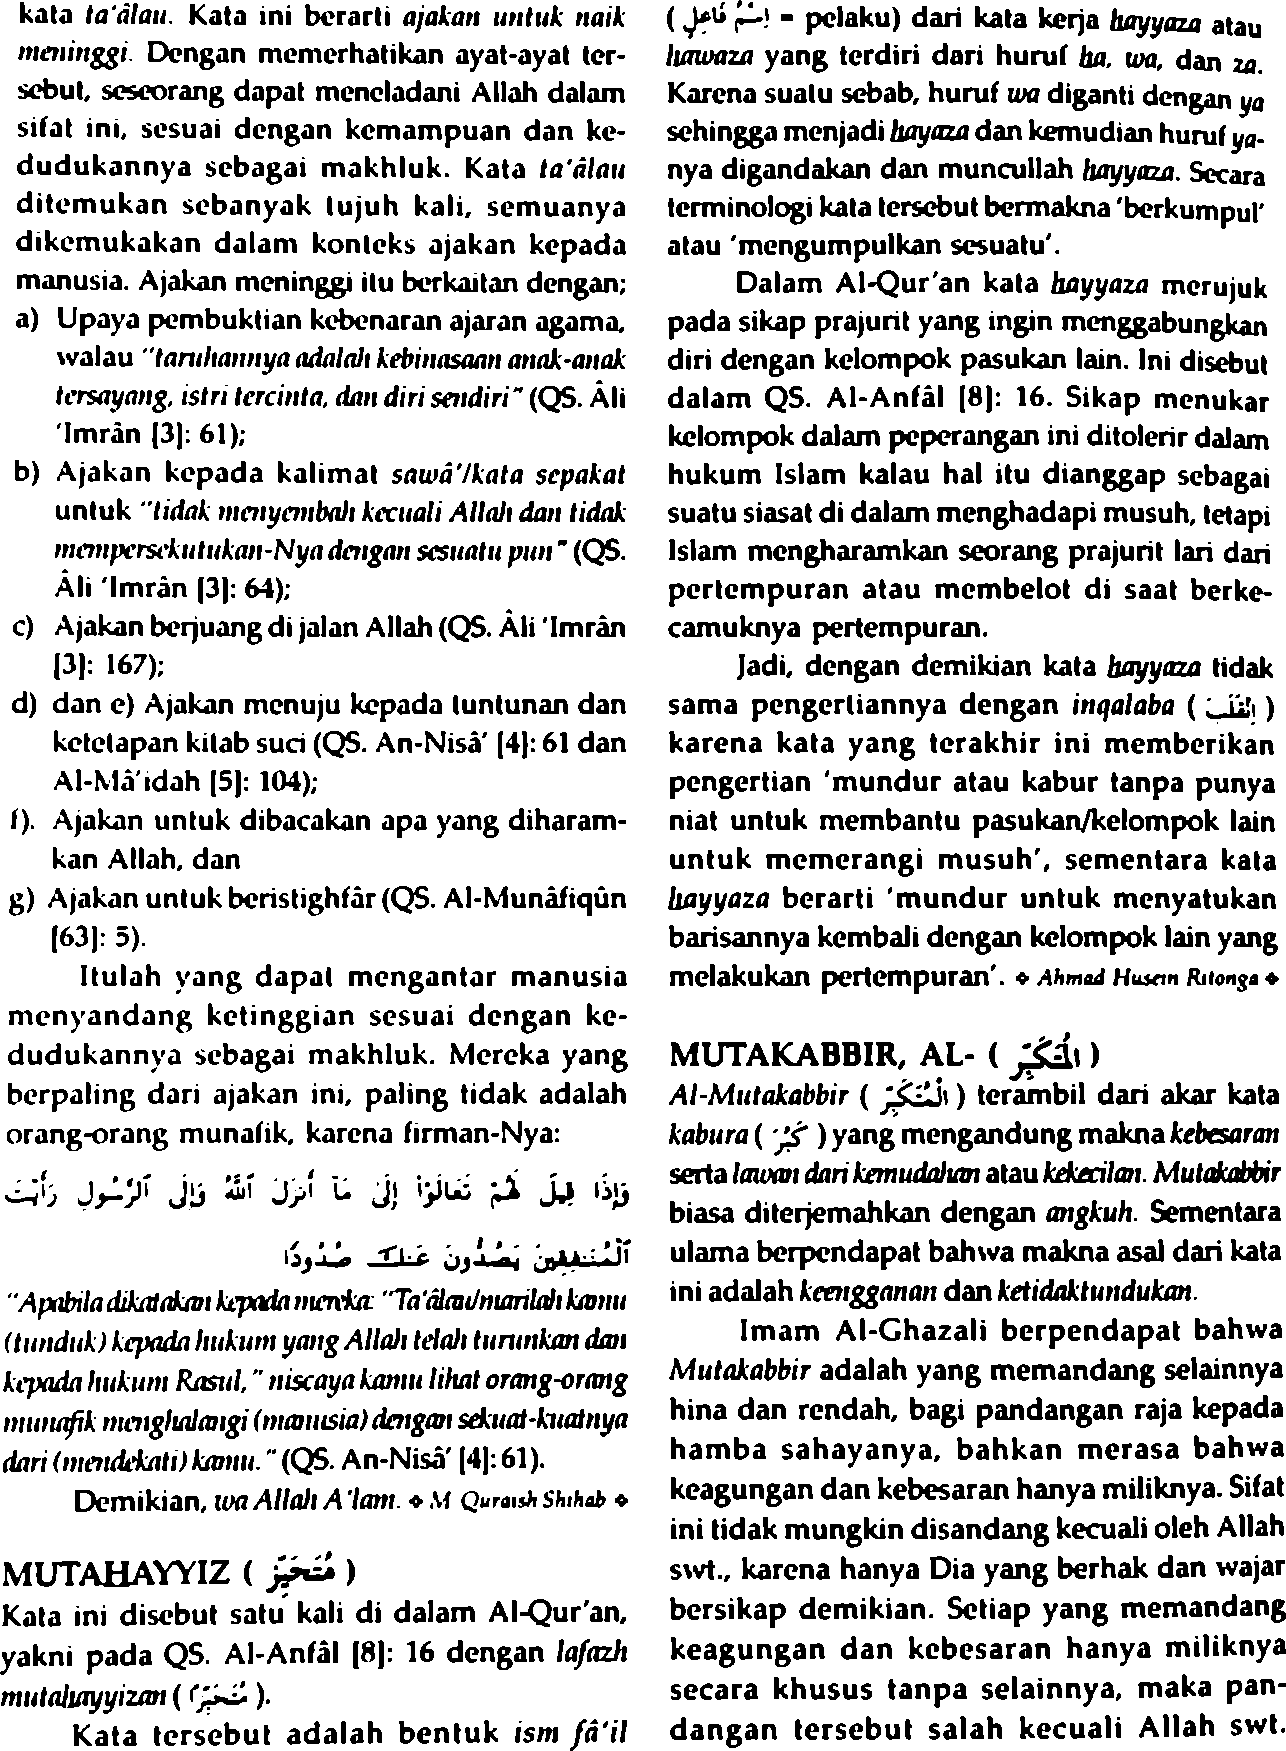 kata ta'âlau. Kata ini berarti ajakan untuk naik
meninggi. Dengan memerhatikan ayat-ayat ter-
sebut, seseorang dapat meneladani Allah dalam
sifat ini, sesuai dengan kemampuan dan ke-
dudukannya sebagai makhluk. Kata ta'âlau
ditemukan sebanyak tujuh kali, semuanya
dikemukakan dalam konteks ajakan kepada
manusia. Ajakan meninggi itu berkaitan dengan;
a) Upaya pembuktian kebenaran ajaran agama,
walau "taruhannya adalah kebinasaan anak-anak
tersayang, istri tercinta, dan diri sendiri" (QS. Âli
'Imrân [3]: 61);
b) Ajakan kepada kalimat sawâ'/kata sepakat
untuk "tidak menyembah kecuali Allah dan tidak
mempersekutukan-Nya dengan sesuatu pun" (QS.
Âli 'Imrân [3]: 64);
c) Ajakan berjuang di jalan Allah (QS. Âli 'Imrân
[3]: 167);
d) dan e) Ajakan menuju kepada tuntunan dan
ketetapan kitab suci (QS. An-Nisâ' [4]: 61 dan
Al-Mâ'idah [5]: 104);
f). Ajakan untuk dibacakan apa yang diharam-
kan Allah, dan
g) Ajakan untuk beristighfâr (QS. Al-Munâfiqûn
[63]: 5).
Itulah yang dapat mengantar manusia
menyandang ketinggian sesuai dengan ke-
dudukannya sebagai makhluk. Mereka yang
berpaling dari ajakan ini, paling tidak adalah
orang-orang munafik, karena firman-Nya:
وَإِذَا قِيلَ لَهُمْ تَعَالَوْا إِلَىٰ مَا أَنزَلَ ٱللَّهُ وَإِلَى ٱلرَّسُولِ رَأَيْتَ
ٱلْمُنَـٰفِقِينَ يَصُدُّونَ عَنكَ صُدُودًا
"Apabila dikatakan kepada mereka: "Ta'âlau/marilah kamu
(tunduk) kepada hukum yang Allah telah turunkan dan
kepada hukum Rasul," niscaya kamu lihat orang-orang
munafik menghalangi (manusia) dengan sekuat-kuatnya
dari (mendekati) kamu." (QS. An-Nisâ' [4]: 61).
Demikian, wa Allah A'lam. ❖ M Quraish Shihab ❖
MUTAHAYYIZ ( مُتَحَيِّز )
Kata ini disebut satu kali di dalam Al-Qur'an,
yakni pada QS. Al-Anfâl [8]: 16 dengan lafazh
mutahayyizan ( مُتَحَيِّزًا ).
Kata tersebut adalah bentuk ism fâ'il
( إِسْمُ فَاعِلٍ = pelaku) dari kata kerja hayyaza atau
hawaza yang terdiri dari huruf ha, wa, dan za.
Karena suatu sebab, huruf wa diganti dengan ya
sehingga menjadi hayaza dan kemudian huruf ya-
nya digandakan dan muncullah hayyaza. Secara
terminologi kata tersebut bermakna 'berkumpul'
atau 'mengumpulkan sesuatu'.
Dalam Al-Qur'an kata hayyaza merujuk
pada sikap prajurit yang ingin menggabungkan
diri dengan kelompok pasukan lain. Ini disebut
dalam QS. Al-Anfâl [8]: 16. Sikap menukar
kelompok dalam peperangan ini ditolerir dalam
hukum Islam kalau hal itu dianggap sebagai
suatu siasat di dalam menghadapi musuh, tetapi
Islam mengharamkan seorang prajurit lari dari
pertempuran atau membelot di saat berke-
camuknya pertempuran.
Jadi, dengan demikian kata hayyaza tidak
sama pengertiannya dengan inqalaba ( إِنْقَلَبَ )
karena kata yang terakhir ini memberikan
pengertian 'mundur atau kabur tanpa punya
niat untuk membantu pasukan/kelompok lain
untuk memerangi musuh', sementara kata
hayyaza berarti 'mundur untuk menyatukan
barisannya kembali dengan kelompok lain yang
melakukan pertempuran'. ❖ Ahmad Husein Ritonga ❖
MUTAKABBIR, AL- ( الْمُتَكَبِّر )
Al-Mutakabbir ( الْمُتَكَبِّر ) terambil dari akar kata
kabura ( كَبُرَ ) yang mengandung makna kebesaran
serta lawan dari kemudahan atau kekecilan. Mutakabbir
biasa diterjemahkan dengan angkuh. Sementara
ulama berpendapat bahwa makna asal dari kata
ini adalah keengganan dan ketidaktundukan.
Imam Al-Ghazali berpendapat bahwa
Mutakabbir adalah yang memandang selainnya
hina dan rendah, bagi pandangan raja kepada
hamba sahayanya, bahkan merasa bahwa
keagungan dan kebesaran hanya miliknya. Sifat
ini tidak mungkin disandang kecuali oleh Allah
swt., karena hanya Dia yang berhak dan wajar
bersikap demikian. Setiap yang memandang
keagungan dan kebesaran hanya miliknya
secara khusus tanpa selainnya, maka pan-
dangan tersebut salah kecuali Allah swt.